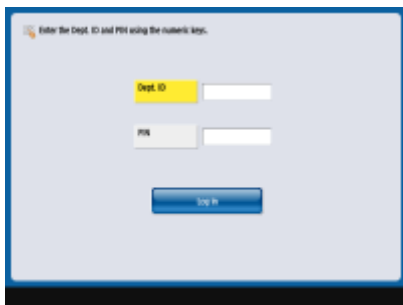 Enter the Dept. ID and PIN using the numeric keys.
Dept. ID
PIN
Log In